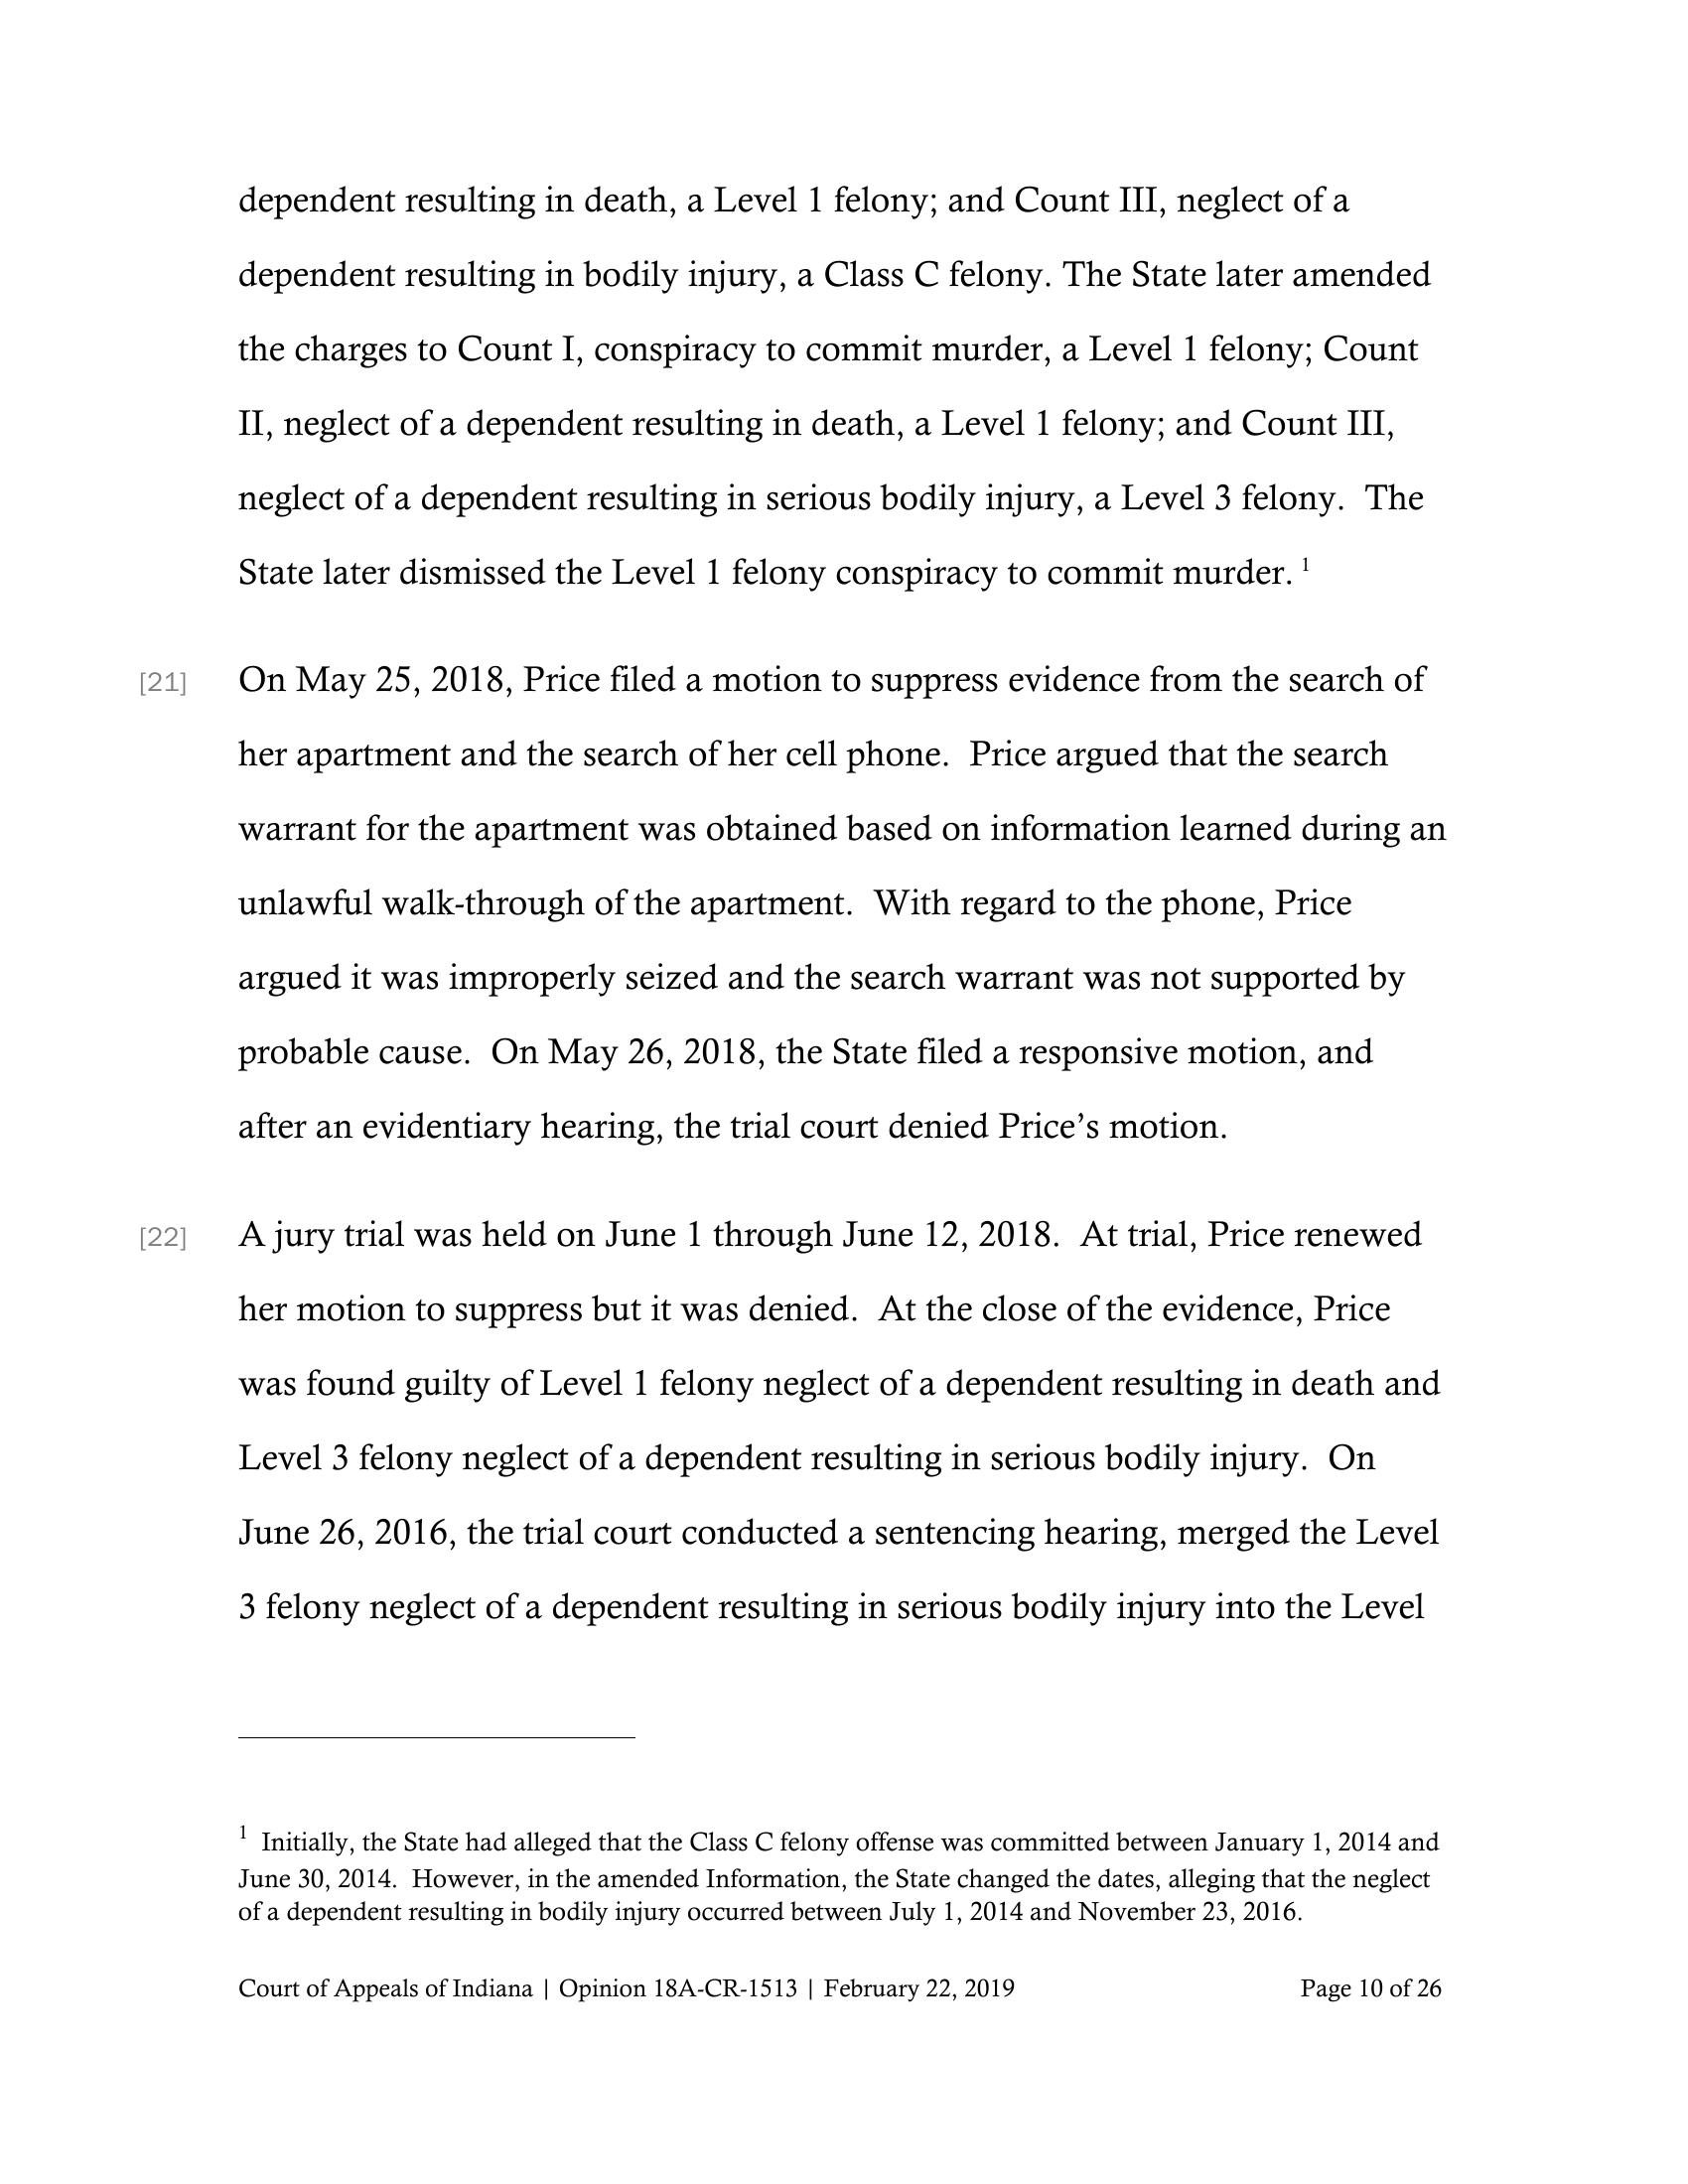 dependent resulting in death, a Level 1 felony; and Count III, neglect of a
dependent resulting in bodily injury, a Class C felony. The State later amended
the charges to Count I, conspiracy to commit murder, a Level 1 felony; Count
II, neglect of a dependent resulting in death, a Level 1 felony; and Count III,
neglect of a dependent resulting in serious bodily injury, a Level 3 felony.  The
State later dismissed the Level 1 felony conspiracy to commit murder. 1
[21] On May 25, 2018, Price filed a motion to suppress evidence from the search of
her apartment and the search of her cell phone.  Price argued that the search
warrant for the apartment was obtained based on information learned during an
unlawful walk-through of the apartment.  With regard to the phone, Price
argued it was improperly seized and the search warrant was not supported by
probable cause.  On May 26, 2018, the State filed a responsive motion, and
after an evidentiary hearing, the trial court denied Price’s motion.
[22] A jury trial was held on June 1 through June 12, 2018.  At trial, Price renewed
her motion to suppress but it was denied.  At the close of the evidence, Price
was found guilty of Level 1 felony neglect of a dependent resulting in death and
Level 3 felony neglect of a dependent resulting in serious bodily injury.  On
June 26, 2016, the trial court conducted a sentencing hearing, merged the Level
3 felony neglect of a dependent resulting in serious bodily injury into the Level
1 Initially, the State had alleged that the Class C felony offense was committed between January 1, 2014 and
June 30, 2014.  However, in the amended Information, the State changed the dates, alleging that the neglect
of a dependent resulting in bodily injury occurred between July 1, 2014 and November 23, 2016.
Court of Appeals of Indiana | Opinion 18A-CR-1513 | February 22, 2019 Page 10 of 26